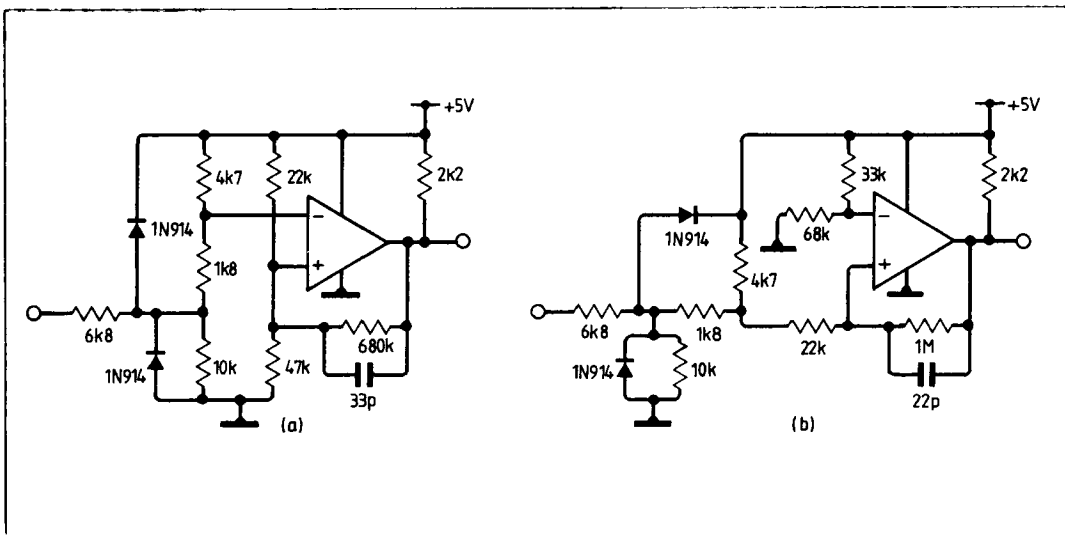 +5V
4k7
22k
2k2
1N914
−
+
1k8
6k8
1N914
10k
47k
680k
33p
(a)
+5V
33k
2k2
1N914
68k
−
4k7
+
6k8
1k8
22k
1M
1N914
10k
22p
(b)